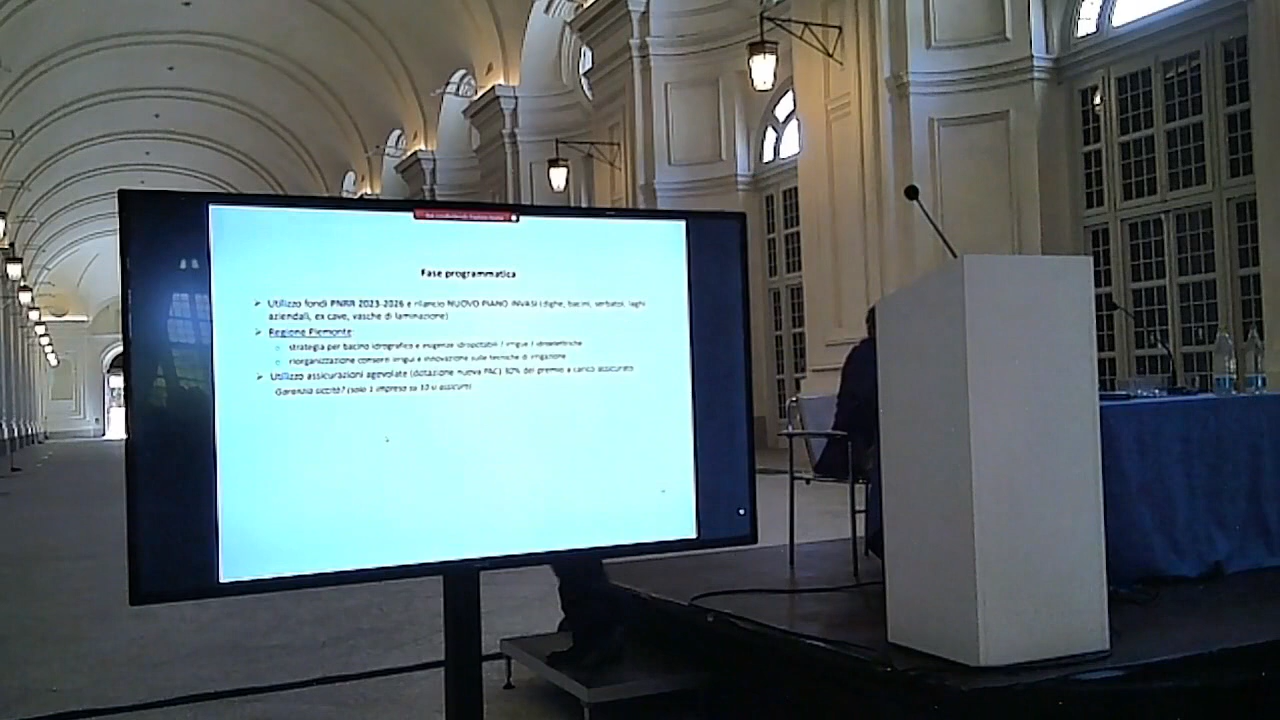 Fase programmatica
➢ Utilizzo fondi PNRR 2023-2026 e rilancio NUOVO PIANO INVASI (dighe, bacini, serbatoi, laghi
aziendali, ex cave, vasche di laminazione)
➢ Regione Piemonte:
○ strategia per bacino idrografico e esigenze idropotabili / irrigue / idroelettriche
○ riorganizzazione consorzi irrigui e innovazione sulle tecniche di irrigazione
➢ Utilizzo assicurazioni agevolate (dotazione nuova PAC) 30% del premio a carico assicurato
Garanzia siccità? (solo 1 impresa su 10 si assicura)